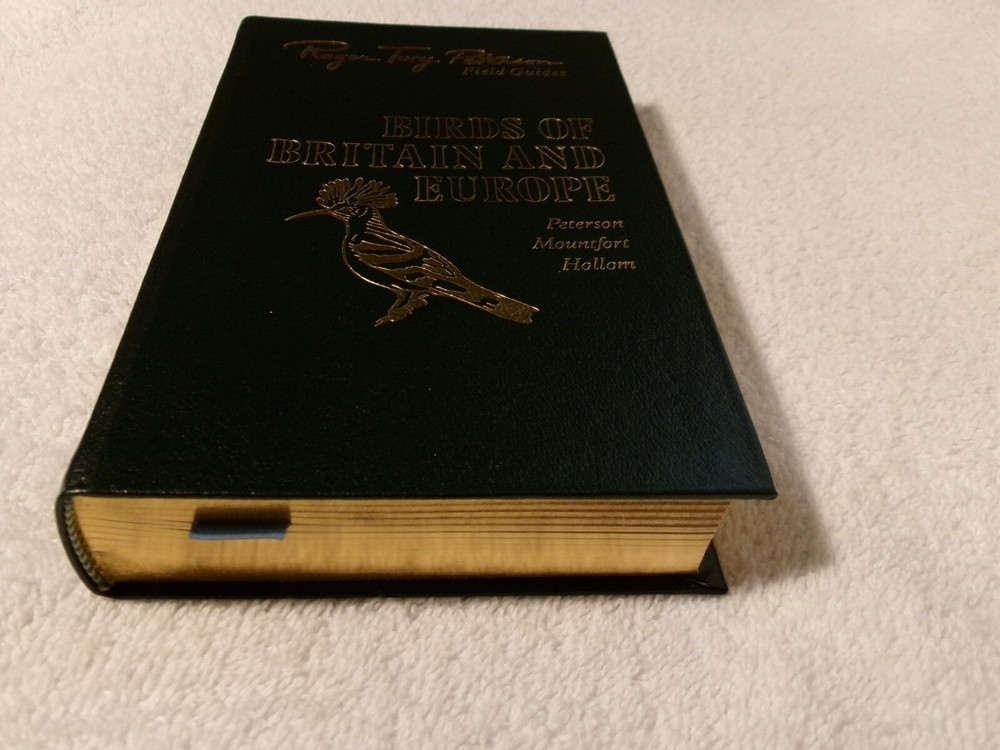 Roger Tory Peterson
Field Guides
BIRDS OF
BRITAIN AND
EUROPE
Peterson
Mountfort
Hollom